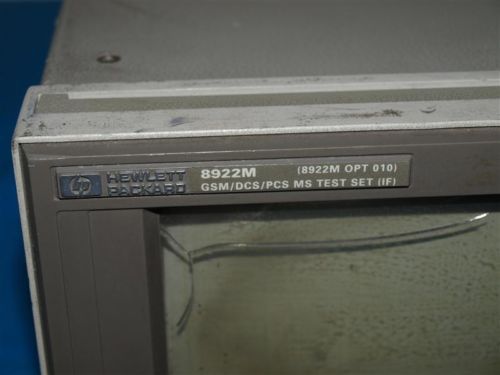 hp HEWLETT 8922M (8922M OPT 010)
PACKARD GSM/DCS/PCS MS TEST SET (IF)